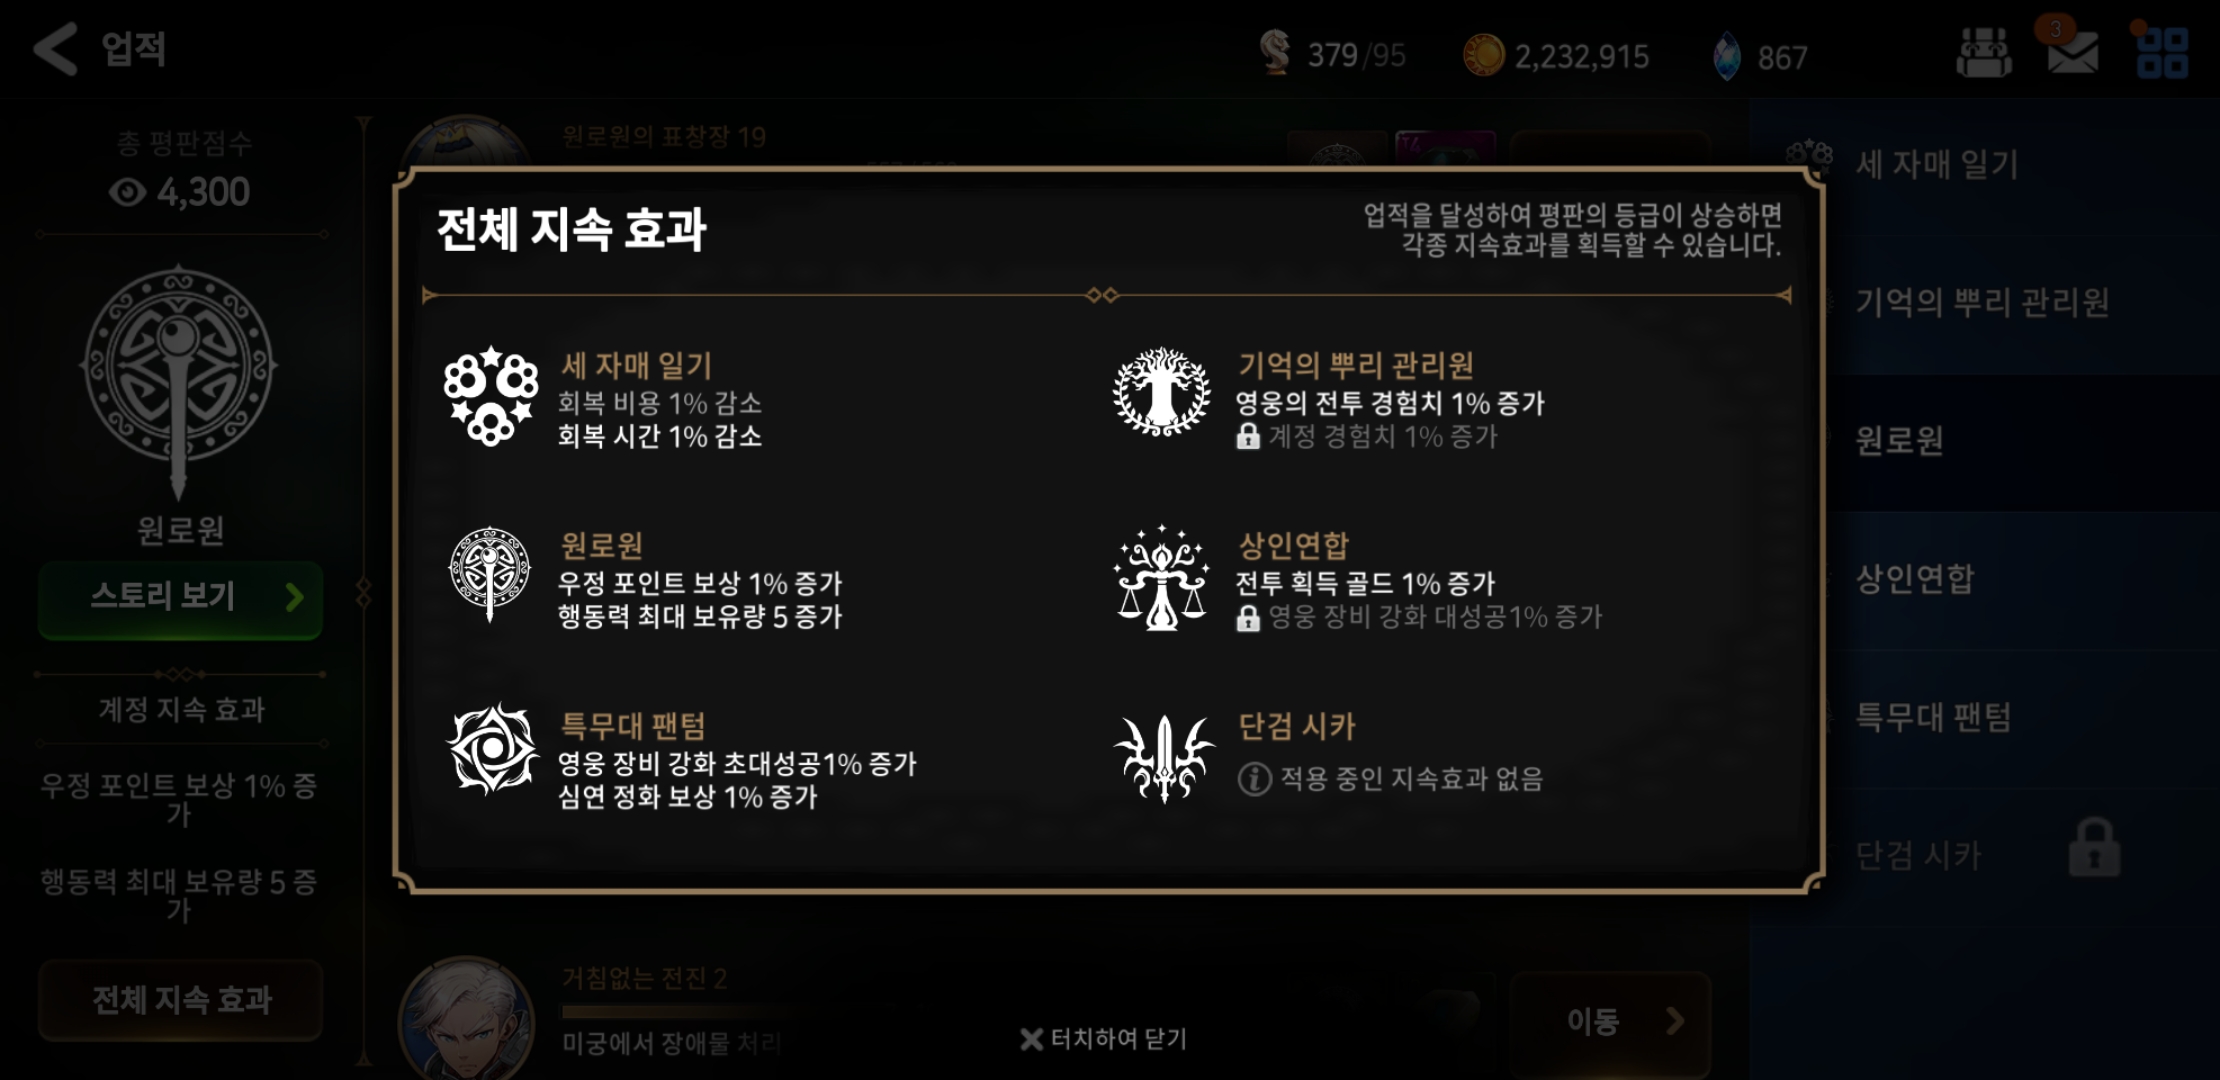 업적
379/95
2,232,915
867
3
총 평판점수
4,300
원로원
스토리 보기
계정 지속 효과
우정 포인트 보상 1% 증
가
행동력 최대 보유량 5 증
가
전체 지속 효과
원로원의 표창장 19
T4
전체 지속 효과
업적을 달성하여 평판의 등급이 상승하면
각종 지속효과를 획득할 수 있습니다.
세 자매 일기
회복 비용 1% 감소
회복 시간 1% 감소
기억의 뿌리 관리원
영웅의 전투 경험치 1% 증가
계정 경험치 1% 증가
원로원
우정 포인트 보상 1% 증가
행동력 최대 보유량 5 증가
상인연합
전투 획득 골드 1% 증가
영웅 장비 강화 대성공1% 증가
특무대 팬텀
영웅 장비 강화 초대성공1% 증가
심연 정화 보상 1% 증가
단검 시카
적용 중인 지속효과 없음
거침없는 전진 2
미궁에서 장애물 처리
이동
터치하여 닫기
세 자매 일기
기억의 뿌리 관리원
원로원
상인연합
특무대 팬텀
단검 시카